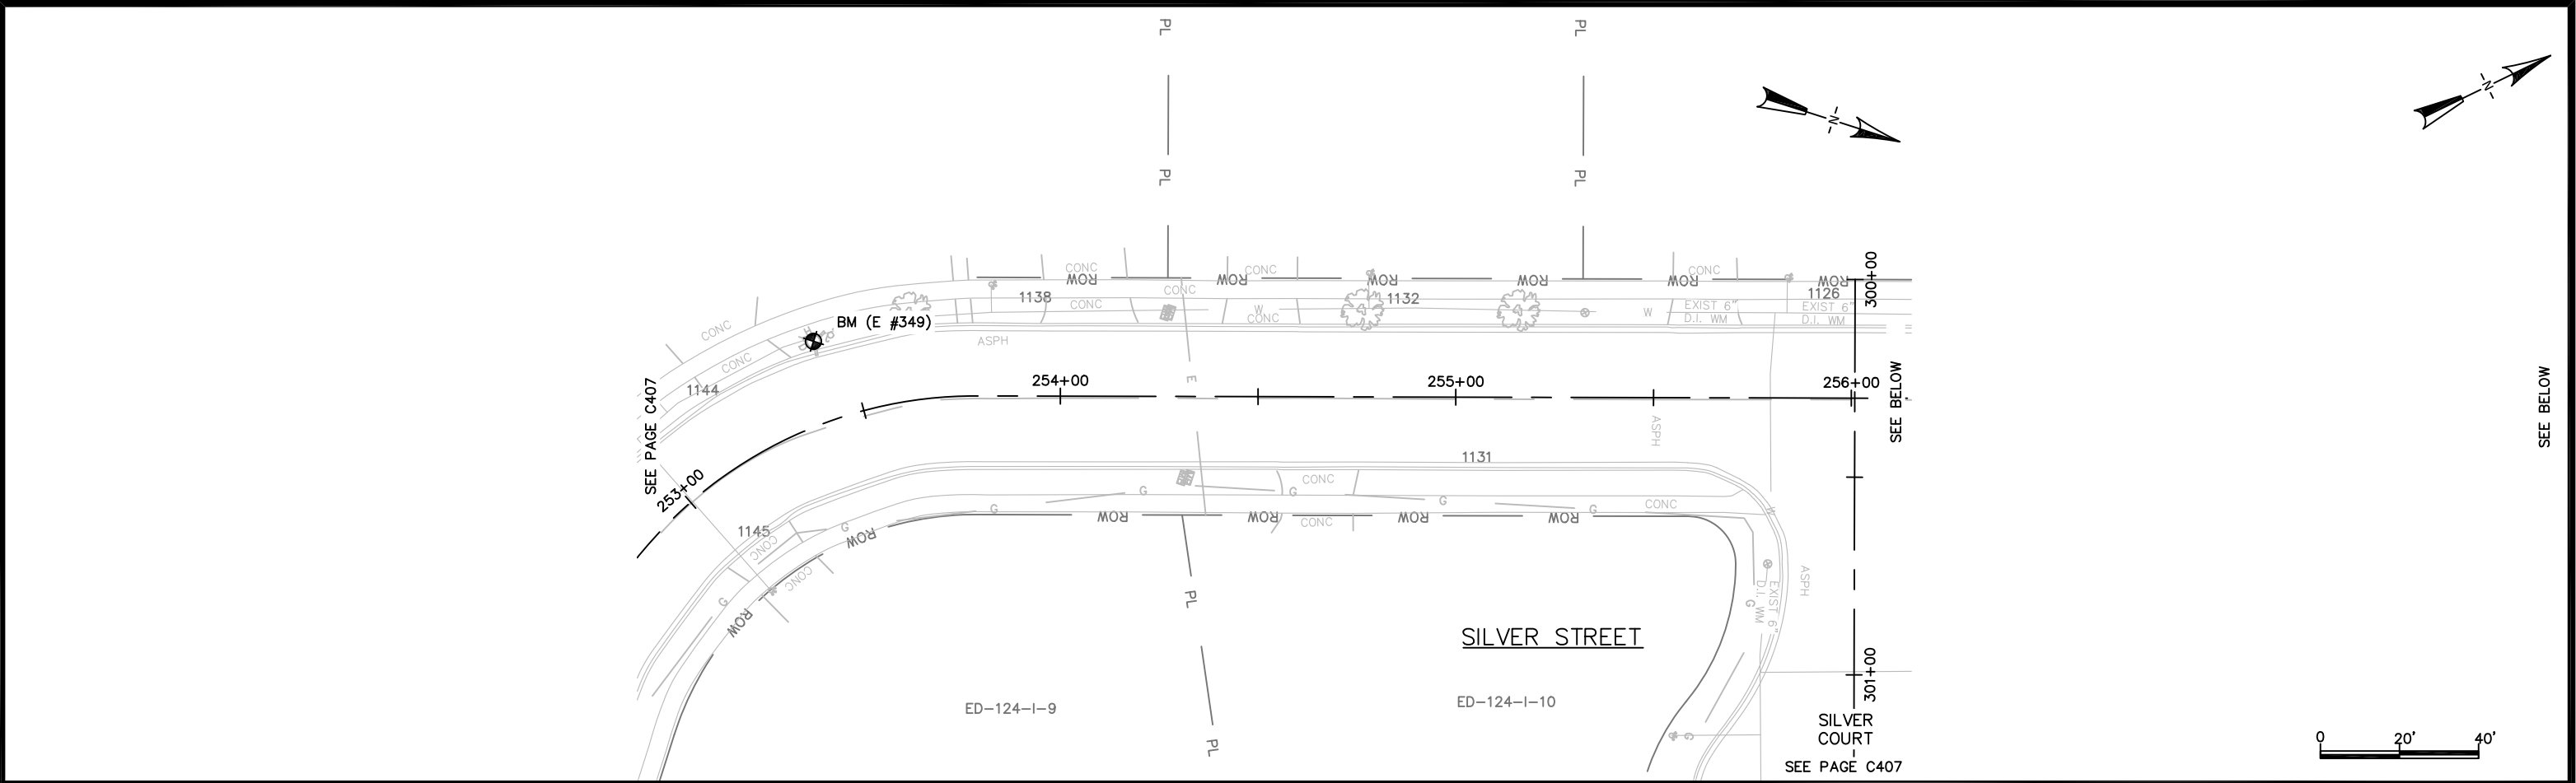 PL
PL
-N-
-N-
PL
PL
300+00
CONC
CONC
CONC
ROW
ROW
ROW
ROW
ROW
ROW
1138
CONC
1132
1126
CONC
W
CONC
W
EXIST 6"
D.I. WM
EXIST 6"
D.I. WM
BM (E #349)
CONC
CONC
ASPH
1144
SEE PAGE C407
254+00
E
255+00
256+00
SEE BELOW
SEE BELOW
ASPH
1131
253+00
CONC
G
G
G
G
G
G
CONC
CONC
ROW
ROW
ROW
ROW
ROW
1145
CONC
CONC
W
G
ROW
PL
G
EXIST 6"
D.I. WM
ASPH
SILVER STREET
301+00
ED-124-I-9
ED-124-I-10
PL
G
SILVER
COURT
SEE PAGE C407
0 20' 40'